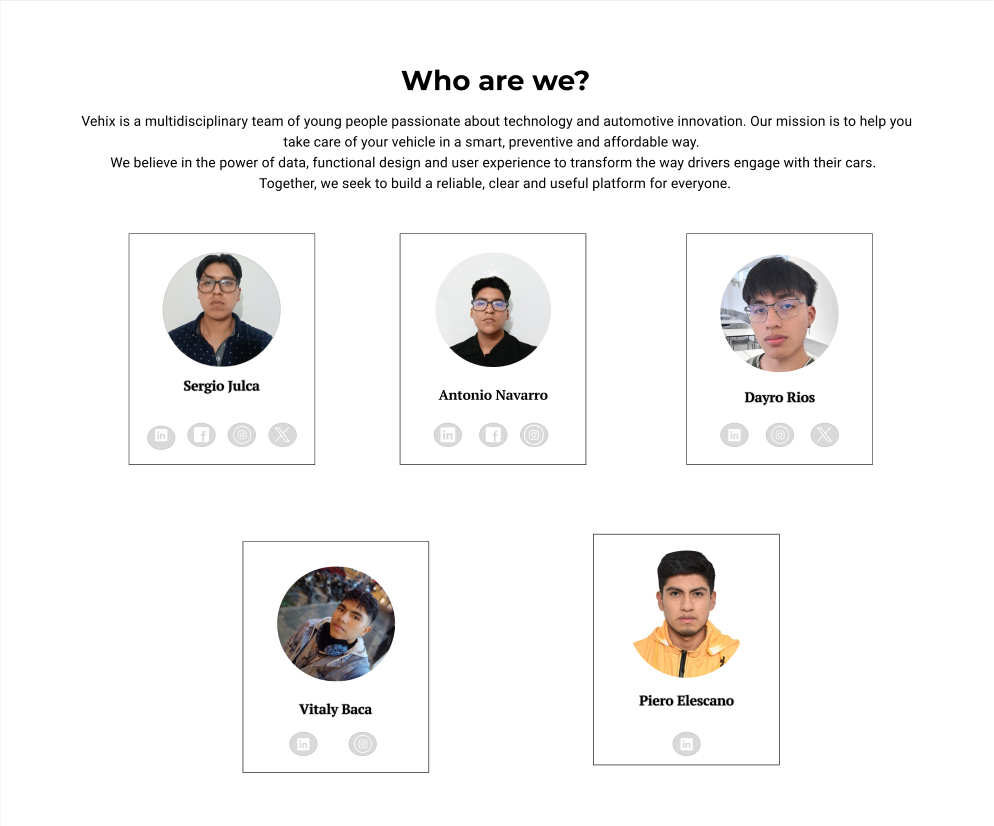 Who are we?
Vehix is a multidisciplinary team of young people passionate about technology and automotive innovation. Our mission is to help you
take care of your vehicle in a smart, preventive and affordable way.
We believe in the power of data, functional design and user experience to transform the way drivers engage with their cars.
Together, we seek to build a reliable, clear and useful platform for everyone.
Sergio Julca
Antonio Navarro
Dayro Rios
Vitaly Baca
Piero Elescano